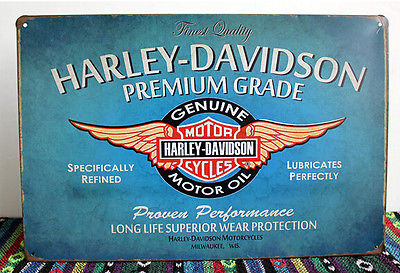 Finest Quality
HARLEY-DAVIDSON
PREMIUM GRADE
GENUINE
MOTOR
HARLEY-DAVIDSON
CYCLES
MOTOR OIL
SPECIFICALLY
REFINED
LUBRICATES
PERFECTLY
Proven Performance
LONG LIFE SUPERIOR WEAR PROTECTION
HARLEY-DAVIDSON MOTORCYCLES
MILWAUKEE, WIS.